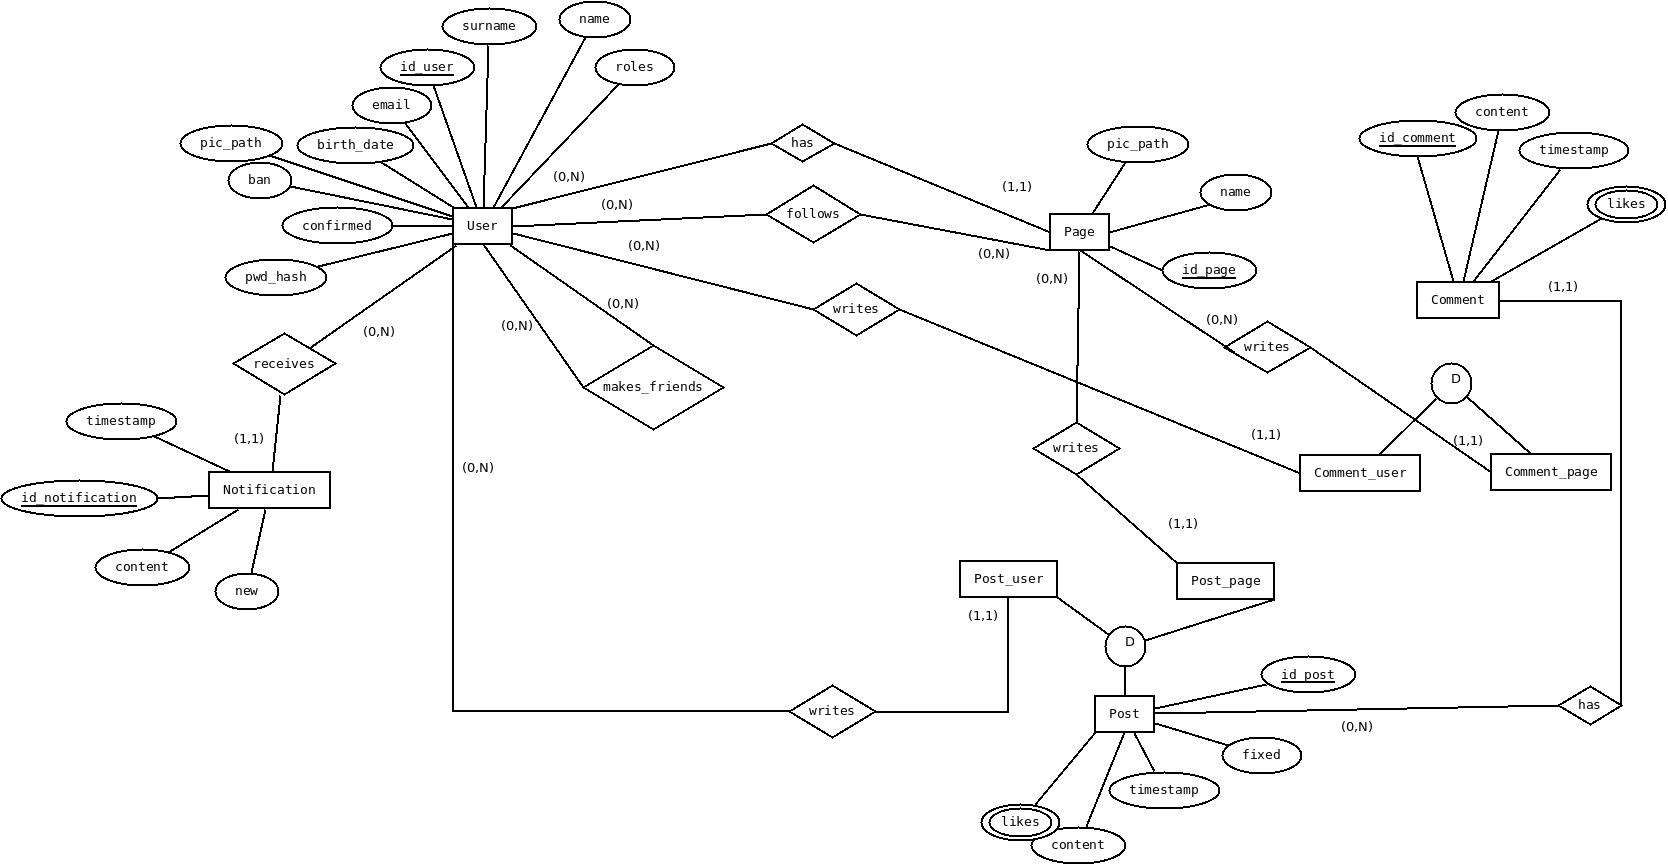 name
surname
id_user
roles
email
pic_path
birth_date
ban
confirmed
User
pwd_hash
(0,N)
has
(1,1)
(0,N)
follows
(0,N)
(0,N)
writes
pic_path
name
Page
id_page
(0,N)
(0,N)
writes
content
id_comment
timestamp
likes
Comment
(1,1)
D
(0,N)
(0,N)
makes_friends
(0,N)
receives
(1,1)
timestamp
Notification
id_notification
content
new
(0,N)
writes
(1,1)
(1,1)
Comment_user
Comment_page
(1,1)
Post_user
Post_page
(1,1)
D
id_post
Post
writes
has
(0,N)
fixed
timestamp
likes
content